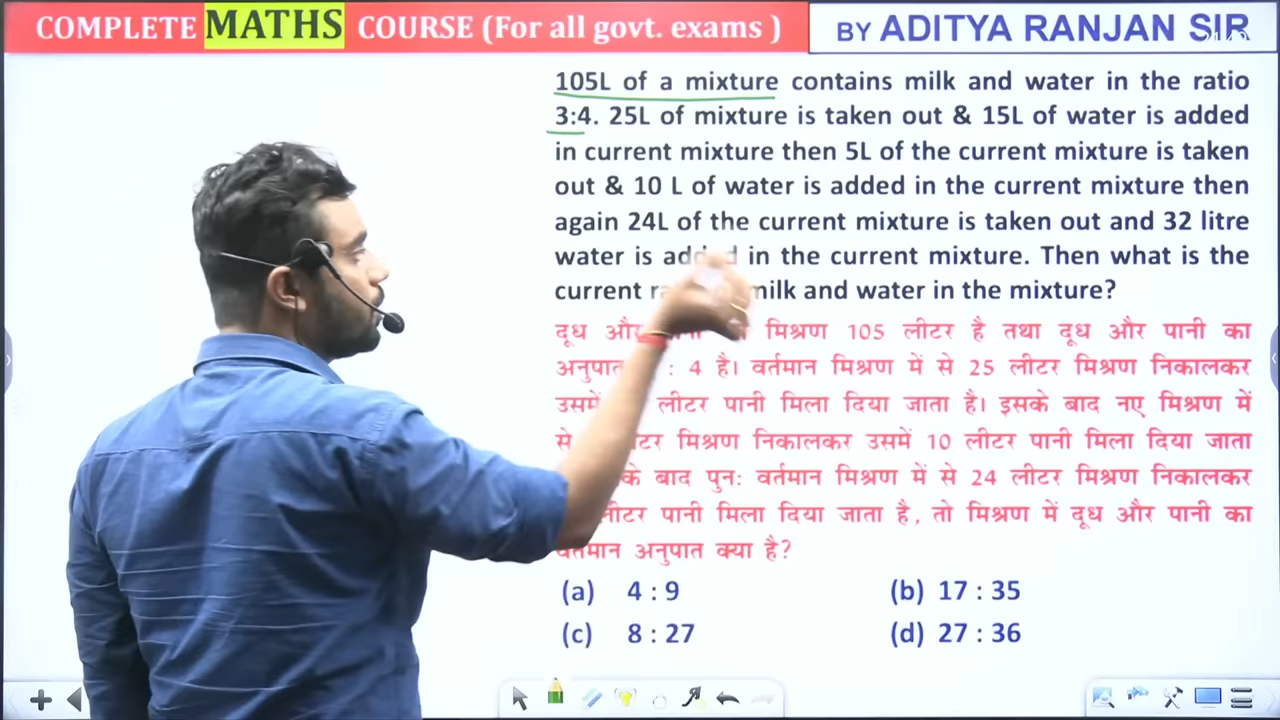 COMPLETE MATHS COURSE (For all govt. exams )
BY ADITYA RANJAN SIR
105L of a mixture contains milk and water in the ratio
3:4. 25L of mixture is taken out & 15L of water is added
in current mixture then 5L of the current mixture is taken
out & 10 L of water is added in the current mixture then
again 24L of the current mixture is taken out and 32 litre
water is added in the current mixture. Then what is the
current milk and water in the mixture?
दूध और मिश्रण 105 लीटर है तथा दूध और पानी का
अनुपात : 4 है। वर्तमान मिश्रण में से 25 लीटर मिश्रण निकालकर
उसमें लीटर पानी मिला दिया जाता है। इसके बाद नए मिश्रण में
से मिश्रण निकालकर उसमें 10 लीटर पानी मिला दिया जाता
के बाद पुनः वर्तमान मिश्रण में से 24 लीटर मिश्रण निकालकर
लीटर पानी मिला दिया जाता है, तो मिश्रण में दूध और पानी का
वर्तमान अनुपात क्या है?
(a) 4 : 9
(b) 17 : 35
(c) 8 : 27
(d) 27 : 36